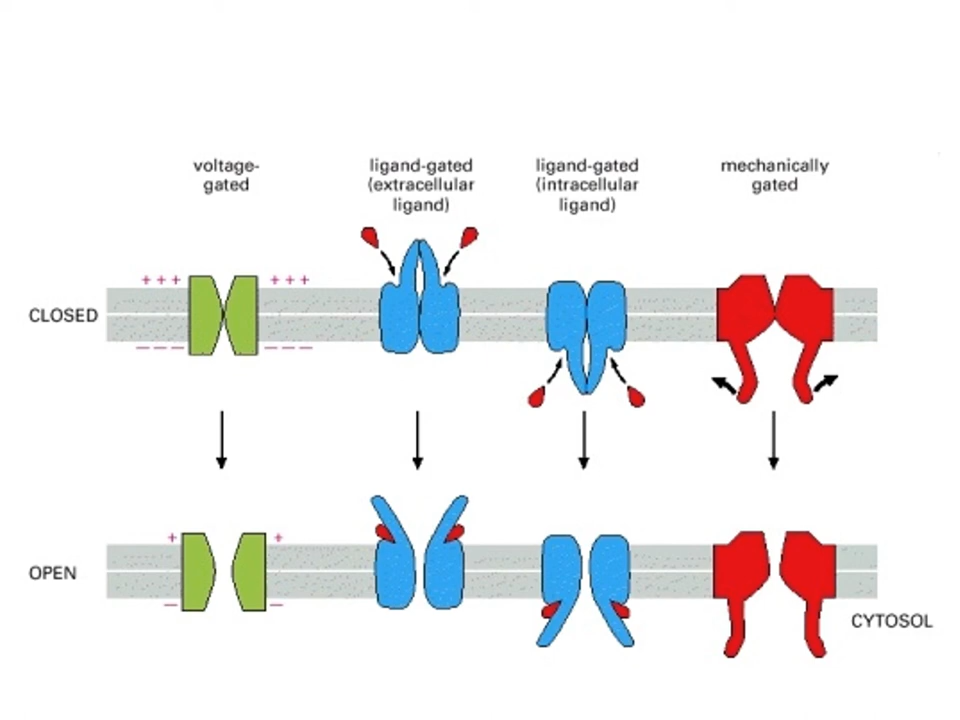 voltage-
gated
ligand-gated
(extracellular
ligand)
ligand-gated
(intracellular
ligand)
mechanically
gated
+++ +++
CLOSED
––– –––
+ +
OPEN
– –
CYTOSOL